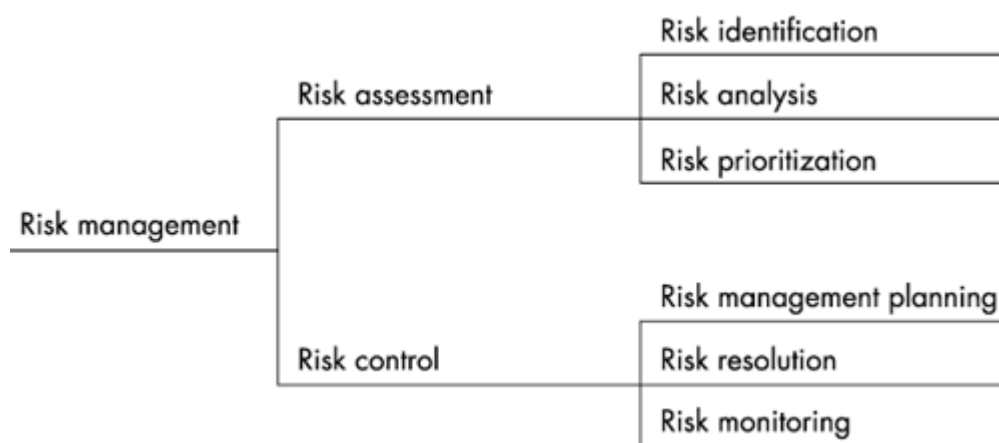 Risk identification
Risk assessment
Risk analysis
Risk prioritization
Risk management
Risk management planning
Risk control
Risk resolution
Risk monitoring